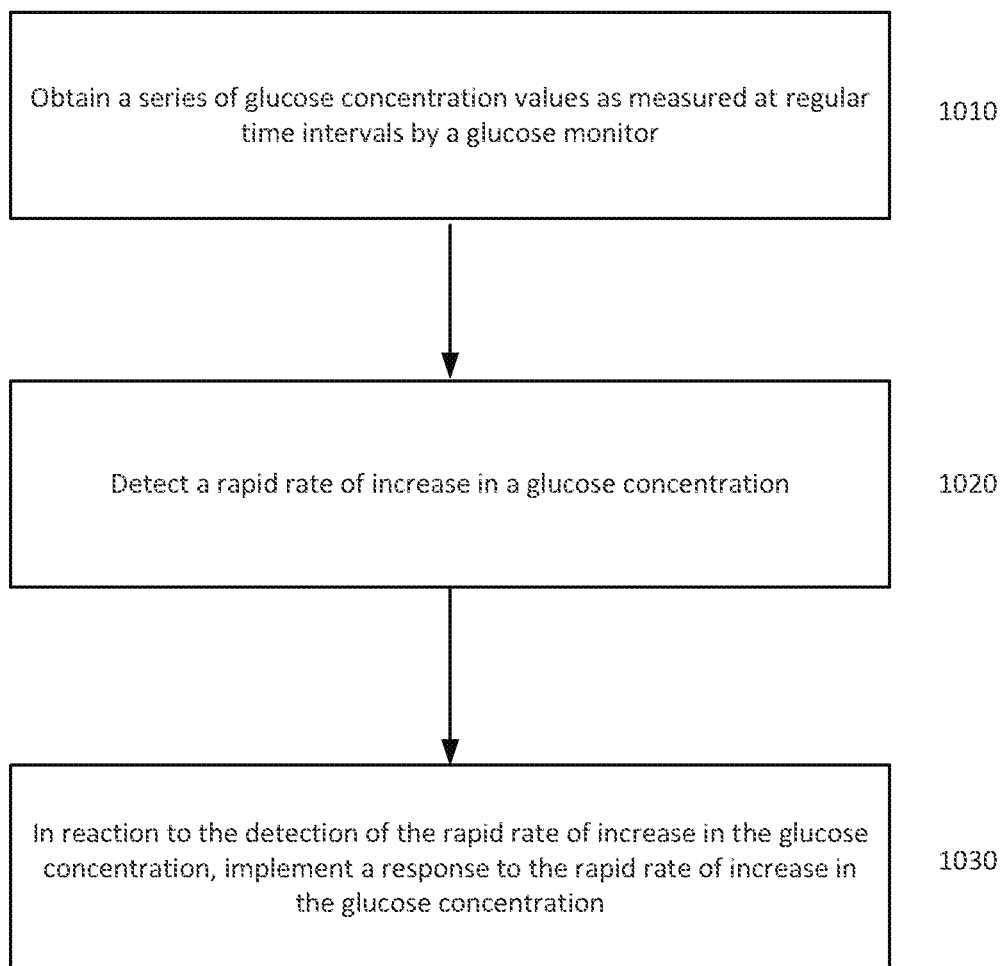 Obtain a series of glucose concentration values as measured at regular
time intervals by a glucose monitor
1010
Detect a rapid rate of increase in a glucose concentration
1020
In reaction to the detection of the rapid rate of increase in the glucose
concentration, implement a response to the rapid rate of increase in
the glucose concentration
1030